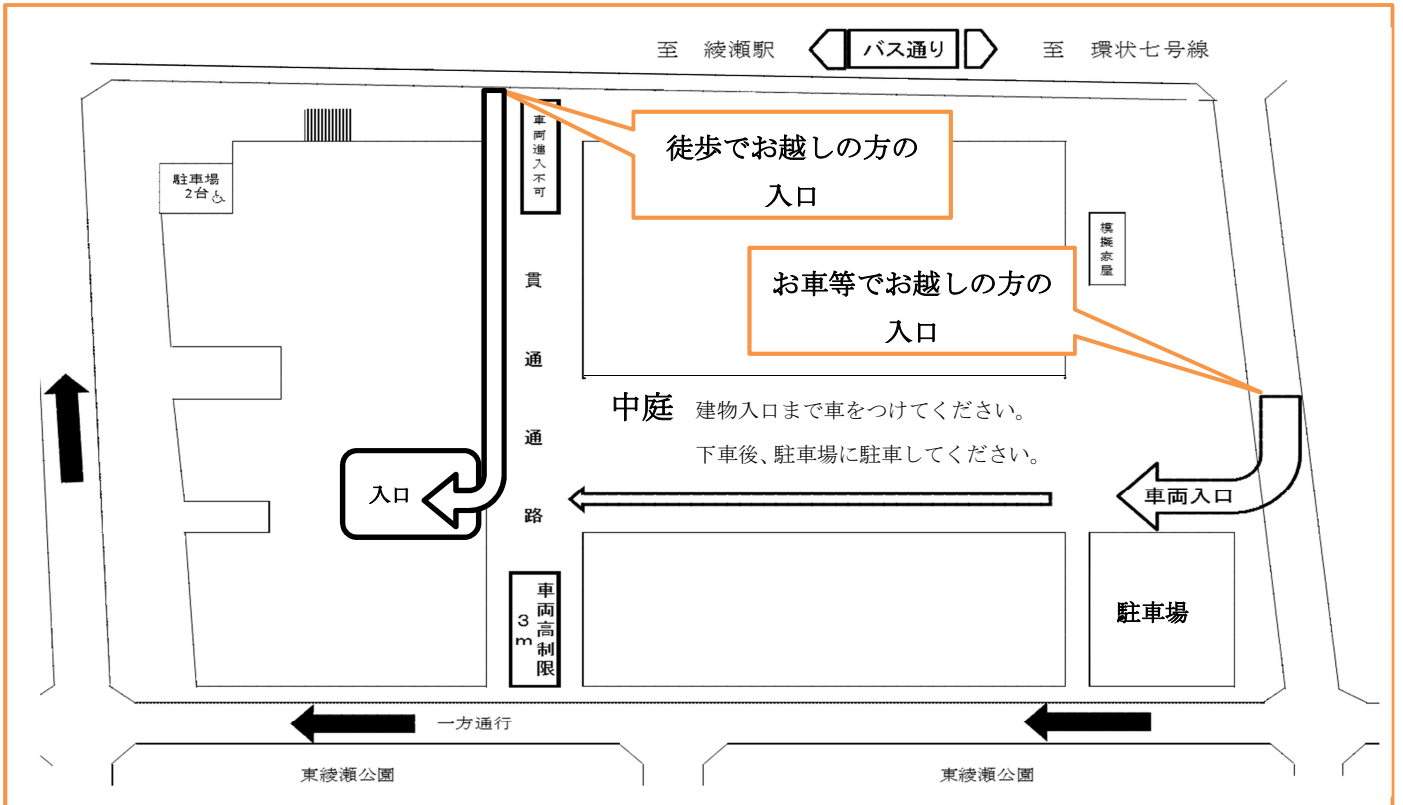 至 綾瀬駅 バス通り 至 環状七号線
車両進入不可
徒歩でお越しの方の
入口
駐車場
2台
模擬家屋
お車等でお越しの方の
入口
貫通通路
中庭 建物入口まで車をつけてください。
下車後、駐車場に駐車してください。
入口
車両入口
車両高制限
3m
駐車場
一方通行
東綾瀬公園
東綾瀬公園